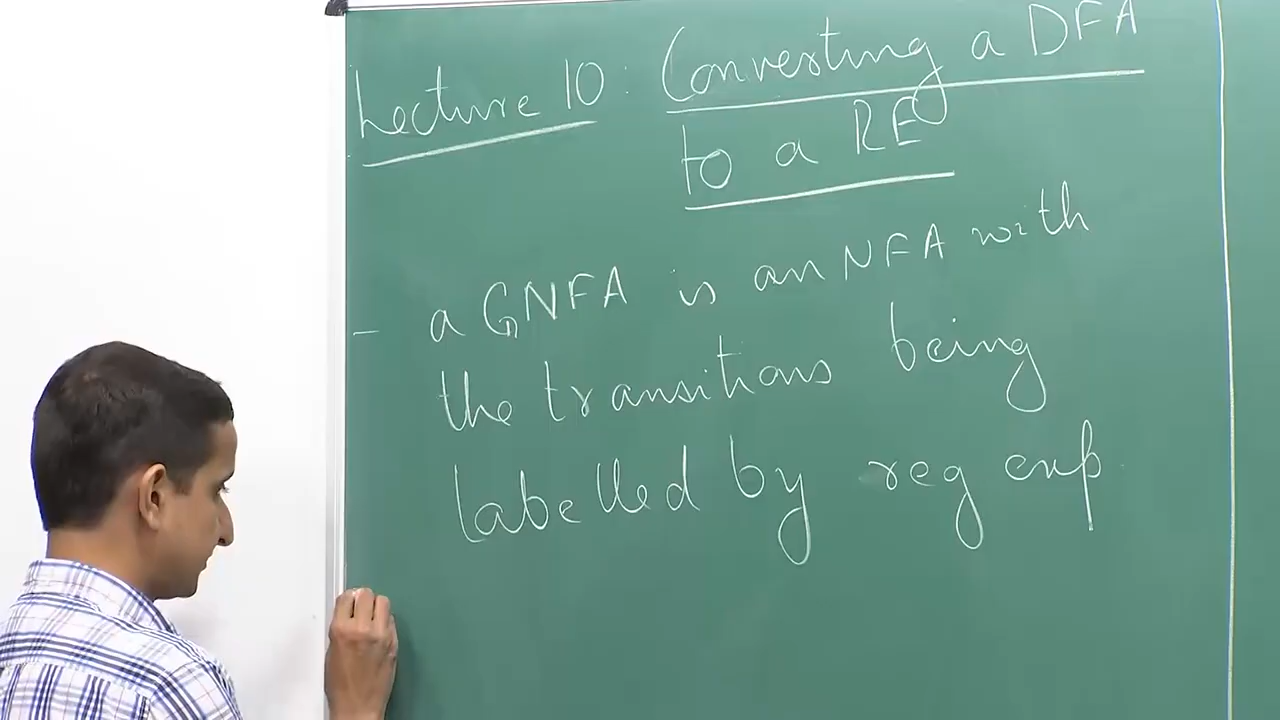 Lecture 10: Converting a DFA
to a RE
- a GNFA is an NFA with
the transitions being
labelled by reg exp.